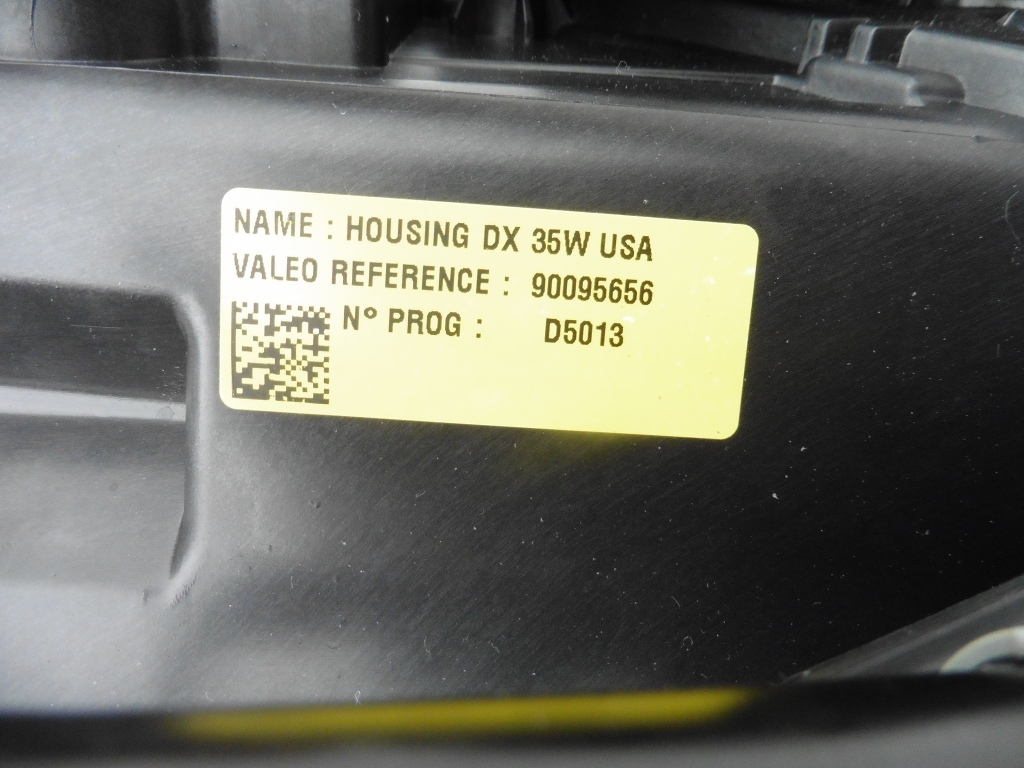 NAME : HOUSING DX 35W USA
VALEO REFERENCE : 90095656
N° PROG : D5013